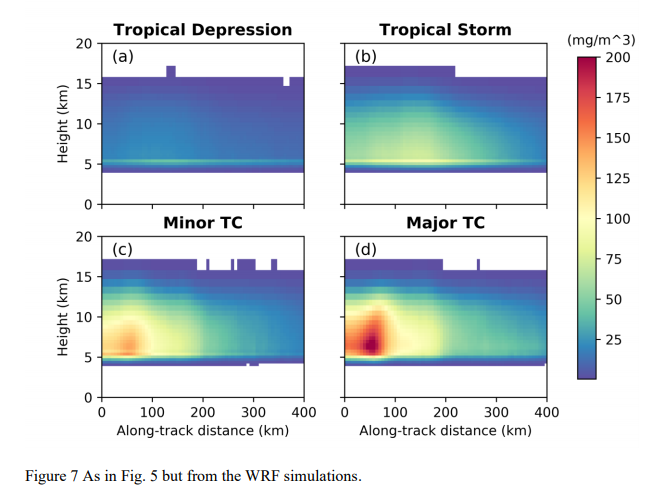 Tropical Depression
Tropical Storm
(mg/m^3)
(a)
(b)
20
15
10
5
0
Height (km)
200
175
150
125
100
75
50
25
Minor TC
Major TC
(c)
(d)
20
15
10
5
0
Height (km)
0 100 200 300 400
0 100 200 300 400
Along-track distance (km)
Along-track distance (km)
Figure 7 As in Fig. 5 but from the WRF simulations.